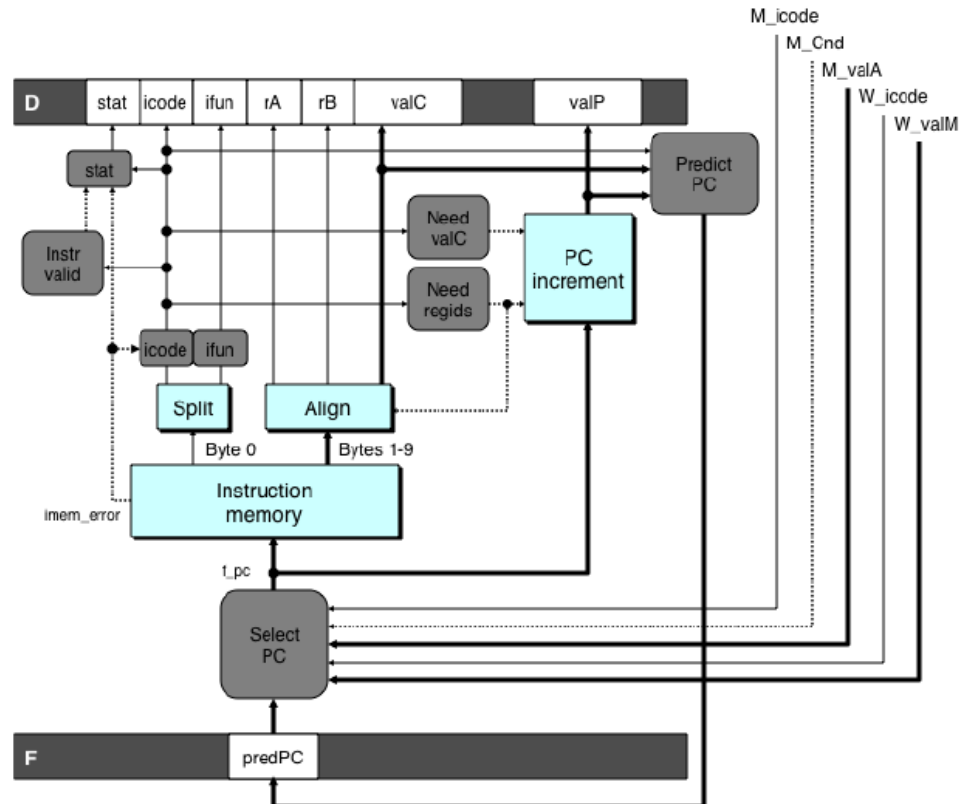 M_icode
M_Cnd
M_valA
W_icode
W_valM
D
stat
icode
ifun
rA
rB
valC
valP
stat
Predict
PC
Need
valC
Instr
valid
PC
increment
Need
regids
icode
ifun
Split
Align
Byte 0
Bytes 1-9
Instruction
memory
imem_error
f_pc
Select
PC
F
predPC